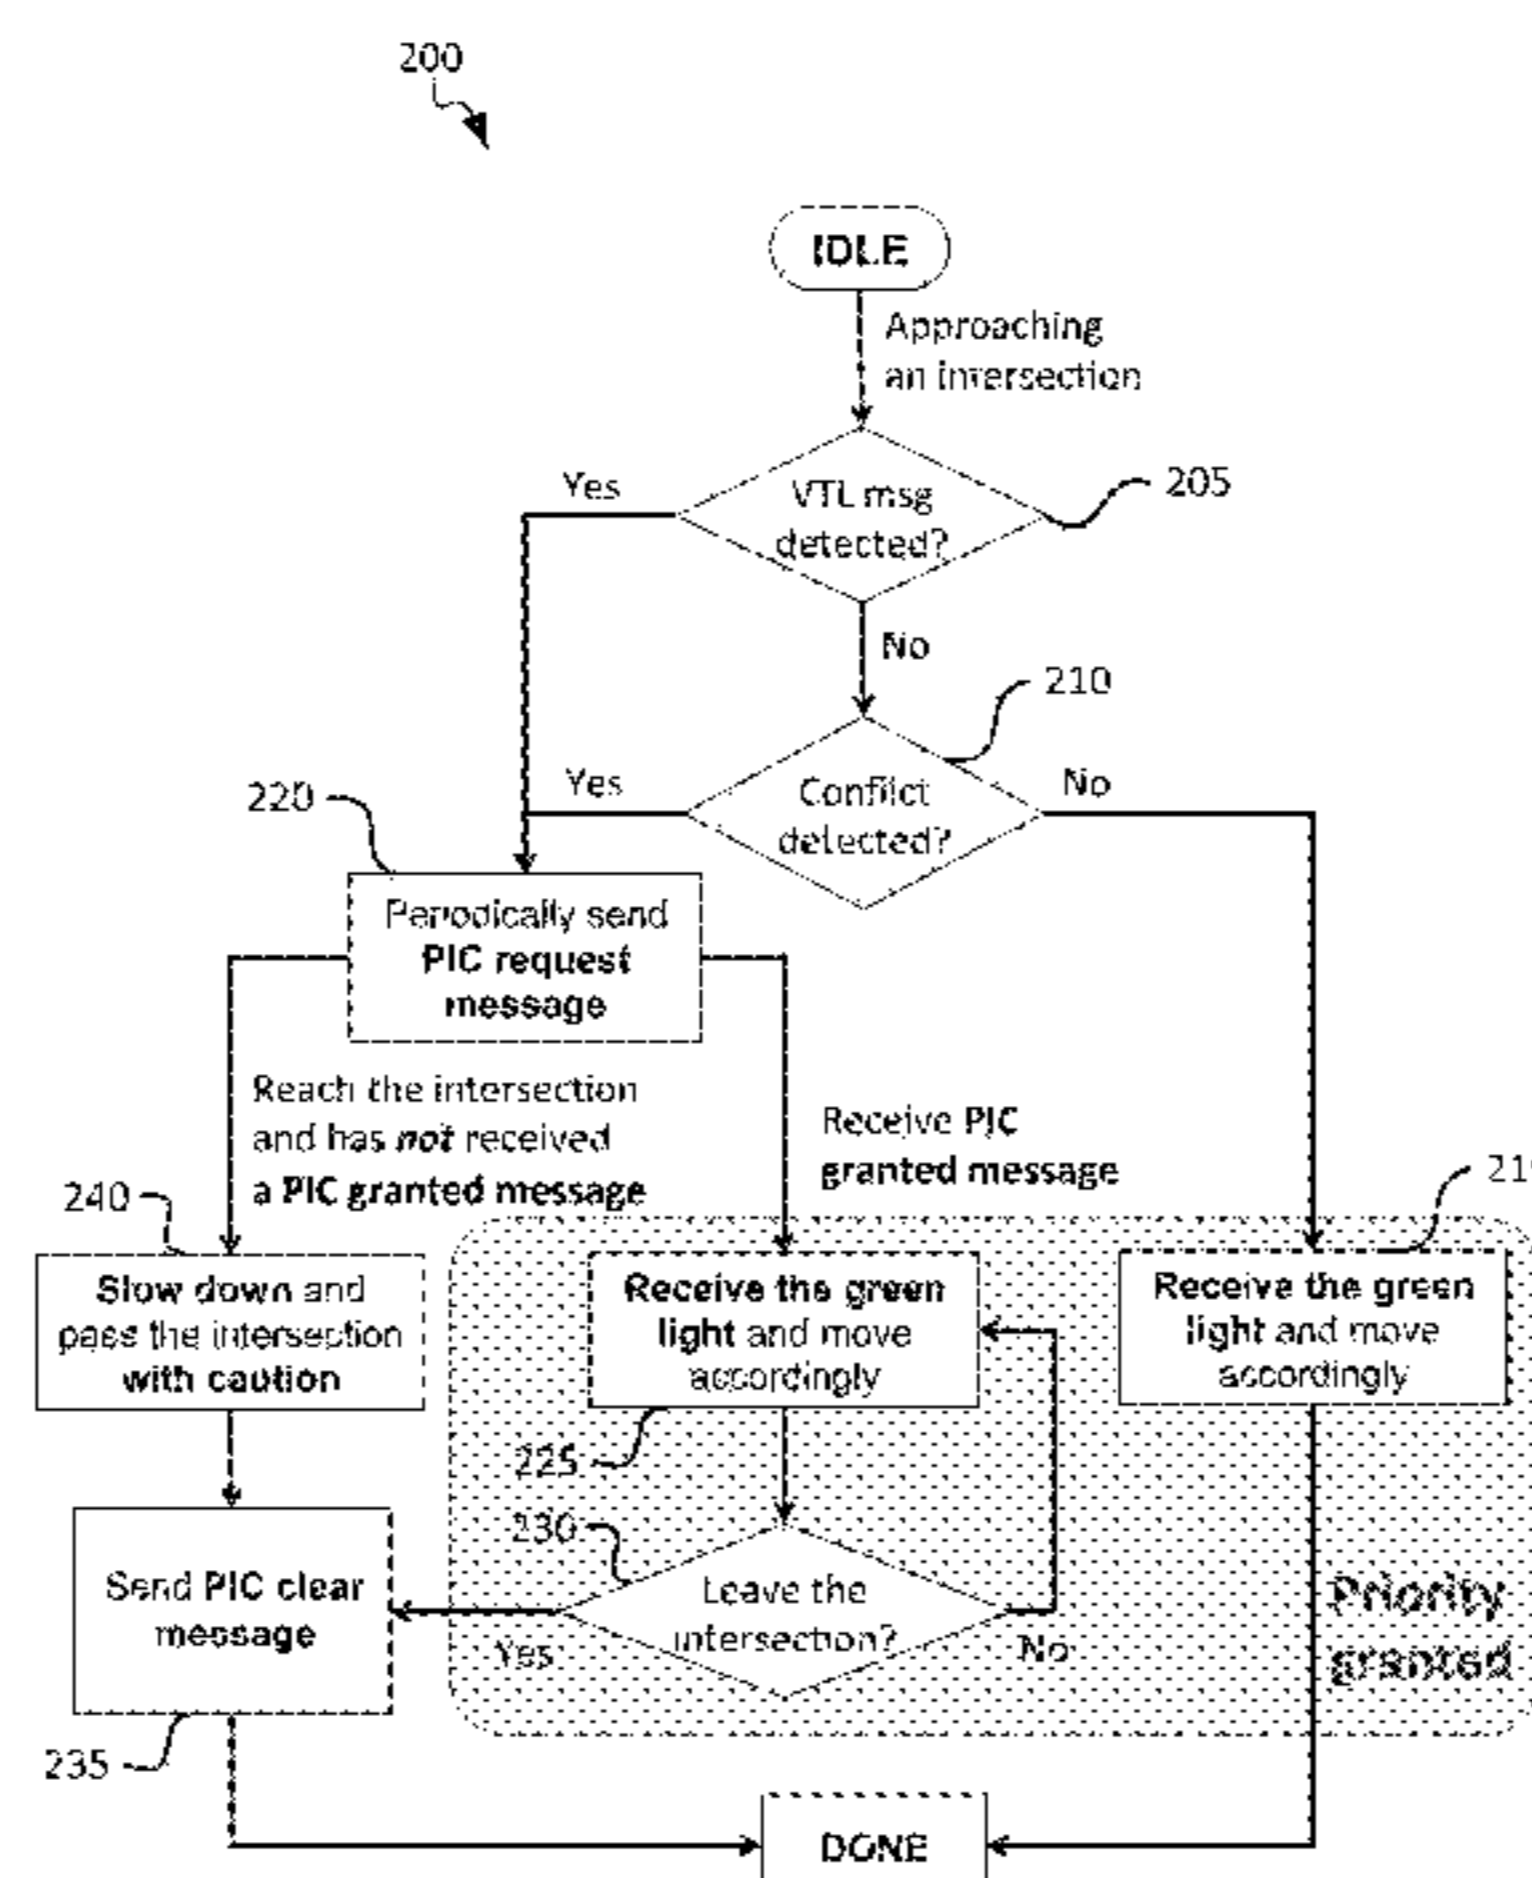 200
IDLE
Approaching
an intersection
Yes
VTL msg
detected?
205
No
210
Yes
Conflict
detected?
No
220
Periodically send
PIC request
message
Reach the intersection
and has not received
a PIC granted message
Receive PIC
granted message
240
Slow down and
pass the intersection
with caution
Receive the green
light and move
accordingly
Receive the green
light and move
accordingly
225
230
Send PIC clear
message
Leave the
intersection?
Yes
No
Priority
granted
235
DONE